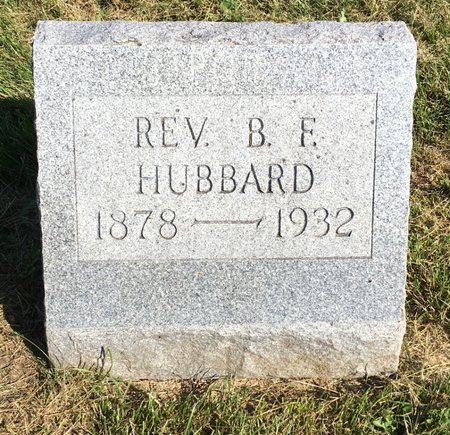 REV. B. F.
HUBBARD
1878 — 1932